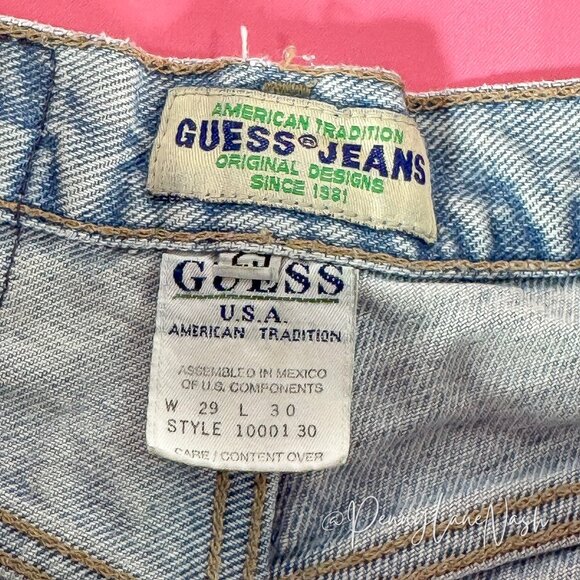 AMERICAN TRADITION
GUESS® JEANS
ORIGINAL DESIGNS
SINCE 1981
GUESS
U.S.A.
AMERICAN TRADITION
ASSEMBLED IN MEXICO
OF U.S. COMPONENTS
W 29 L 30
STYLE 10001 30
CARE / CONTENT OVER
@PennyLaneNash